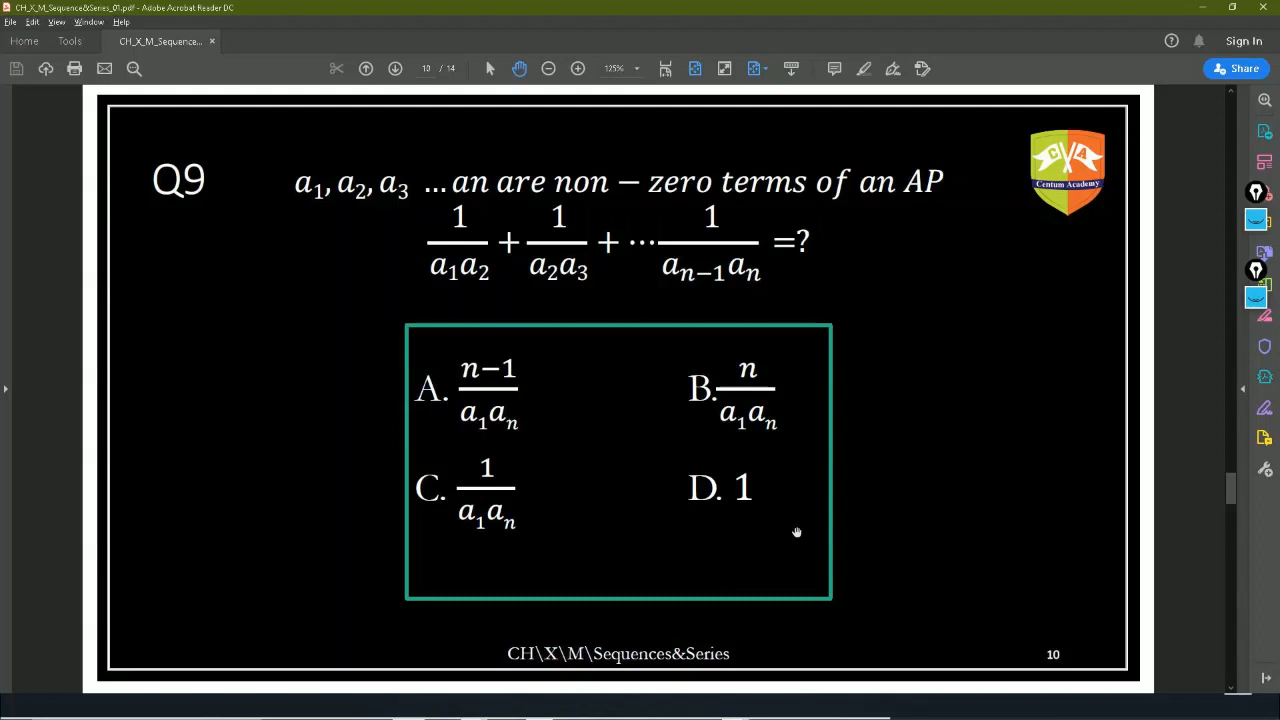 CH_X_M_Sequence&Series_01.pdf - Adobe Acrobat Reader DC
File Edit View Window Help
Home Tools CH_X_M_Sequence... × Sign In
10 / 14 125% Share
Q9 a₁, a₂, a₃ ...an are non − zero terms of an AP
1/(a₁a₂) + 1/(a₂a₃) + ⋯ 1/(aₙ₋₁aₙ) =?
C A
Centum Academy
A. (n−1)/(a₁aₙ) B. n/(a₁aₙ)
C. 1/(a₁aₙ) D. 1
CH\X\M\Sequences&Series 10